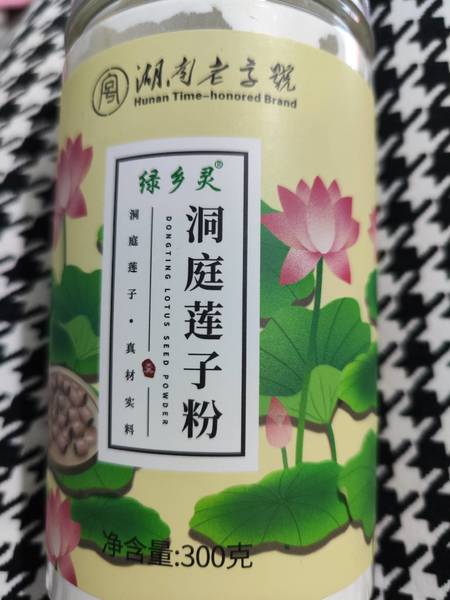 湖南老字號
Hunan Time-honored Brand
绿乡灵®
洞庭莲子粉
DONGTING LOTUS SEED POWDER
洞庭莲子·真材实料
净含量:300克